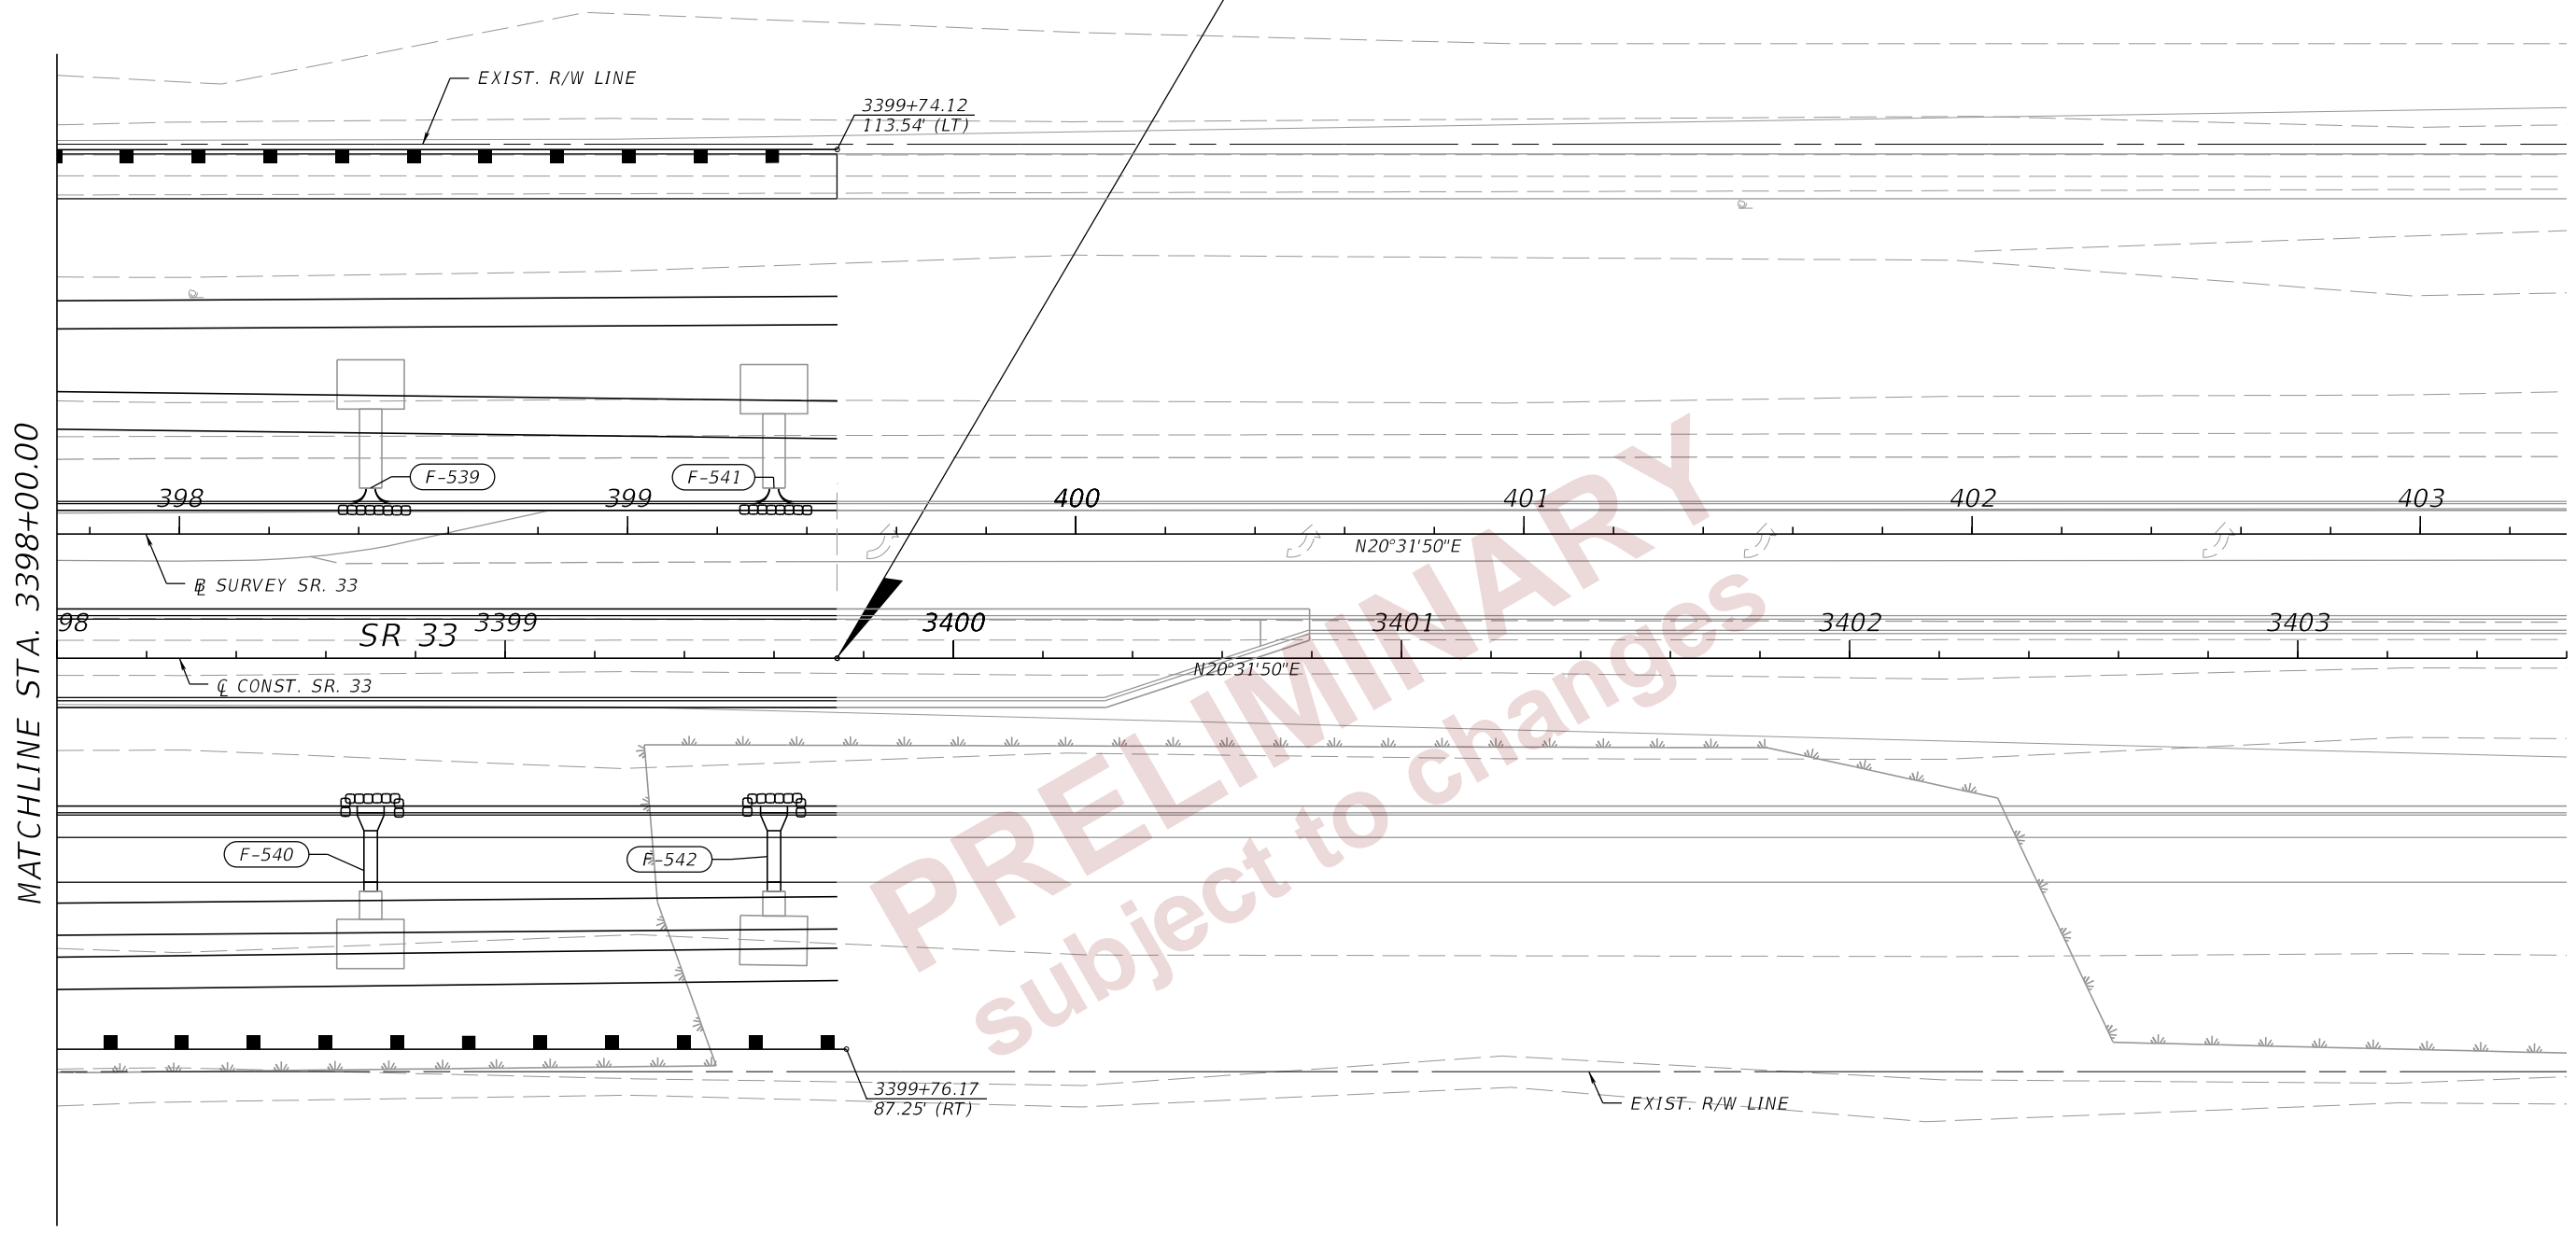 EXIST. R/W LINE
3399+74.12
113.54' (LT)
MATCHLINE STA. 3398+00.00
F-539
F-541
398
399
400
401
402
403
N20°31'50"E
BL SURVEY SR. 33
98
SR 33
3399
3400
3401
3402
3403
N20°31'50"E
CL CONST. SR. 33
PRELIMINARY
subject to changes
F-540
F-542
3399+76.17
87.25' (RT)
EXIST. R/W LINE